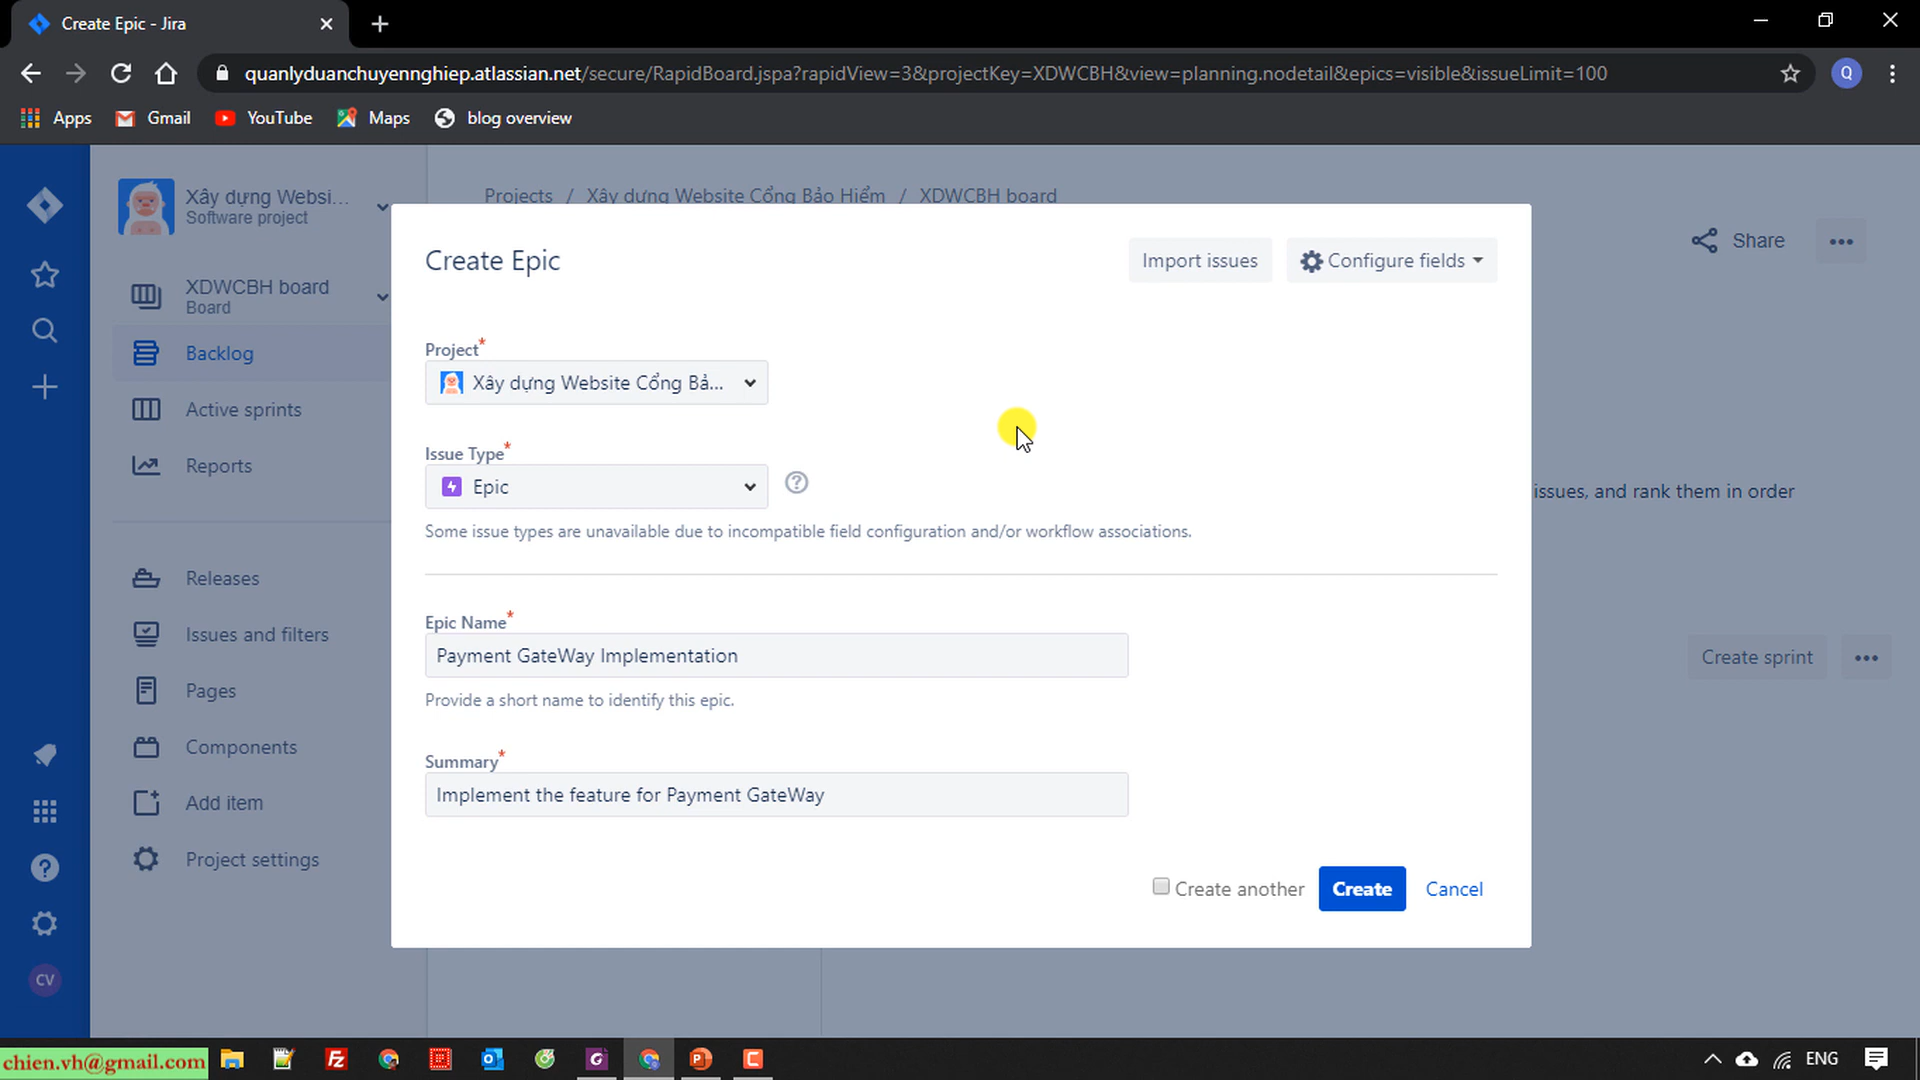 Create Epic - Jira
quanlyduanchuyennghiep.atlassian.net/secure/RapidBoard.jspa?rapidView=3&projectKey=XDWCBH&view=planning.nodetail&epics=visible&issueLimit=100
Q
Apps
Gmail
YouTube
Maps
blog overview
Xây dựng Websi...
Software project
Projects / Xây dựng Website Cổng Bảo Hiểm / XDWCBH board
Share
XDWCBH board
Board
Backlog
Active sprints
Reports
Releases
Issues and filters
Pages
Components
Add item
Project settings
CV
Create Epic
Import issues
Configure fields
Project*
Xây dựng Website Cổng Bả...
Issue Type*
Epic
Some issue types are unavailable due to incompatible field configuration and/or workflow associations.
Epic Name*
Payment GateWay Implementation
Provide a short name to identify this epic.
Summary*
Implement the feature for Payment GateWay
Create another
Create
Cancel
issues, and rank them in order
Create sprint
chien.vh@gmail.com
ENG